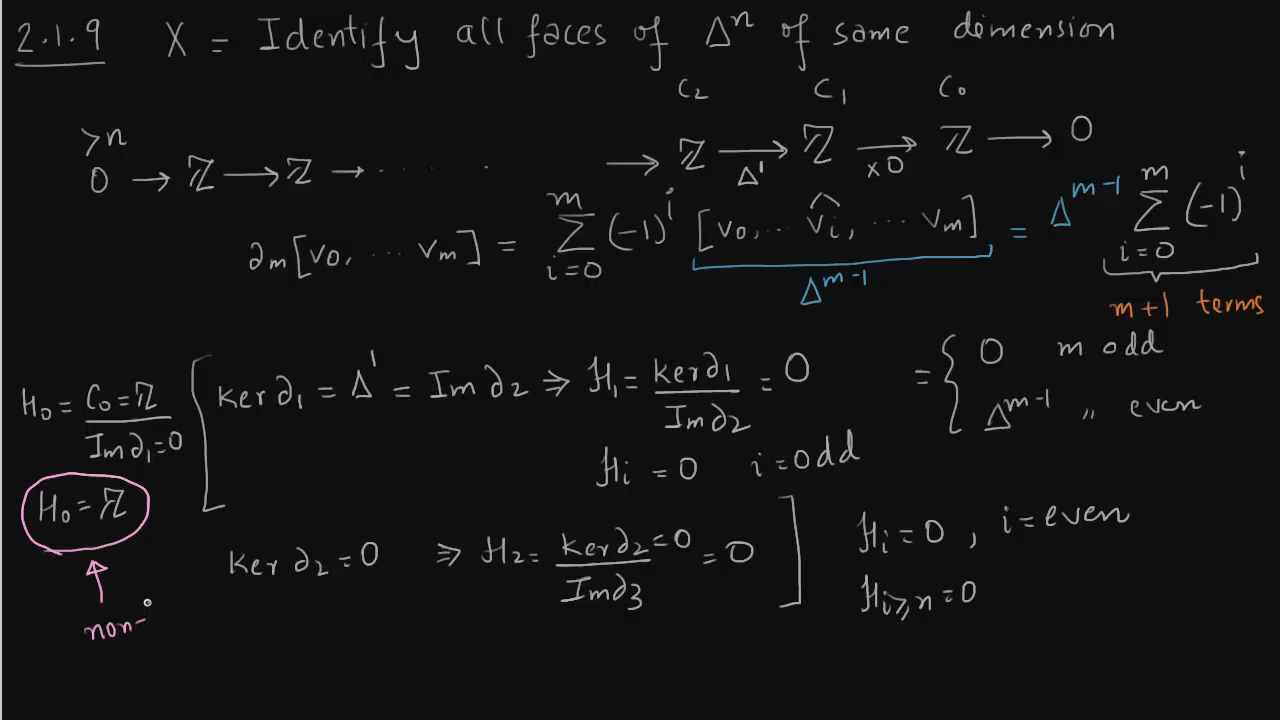 2.1.9 X = Identify all faces of Δⁿ of same dimension
C₂ C₁ C₀
>n
0 → ℤ → ℤ → ····· → ℤ →(Δ¹) ℤ →(×0) ℤ → 0
∂m[v₀, ··· vm] = Σ_{i=0}^{m} (-1)^i [v₀, ··· v̂i, ··· vm] = Δ^{m-1} Σ_{i=0}^{m} (-1)^i
Δ^{m-1}
m+1 terms
= { 0 m odd
Δ^{m-1} " even
H₀ = C₀=ℤ / Im∂₁=0
H₀ = ℤ
non-
[ ker∂₁ = Δ¹ = Im∂₂ ⇒ H₁ = ker∂₁ / Im∂₂ = 0
Hi = 0 i=odd
ker∂₂=0 ⇒ H₂ = ker∂₂=0 / Im∂₃ = 0 ]
Hi=0, i=even
H_{i⩾n}=0